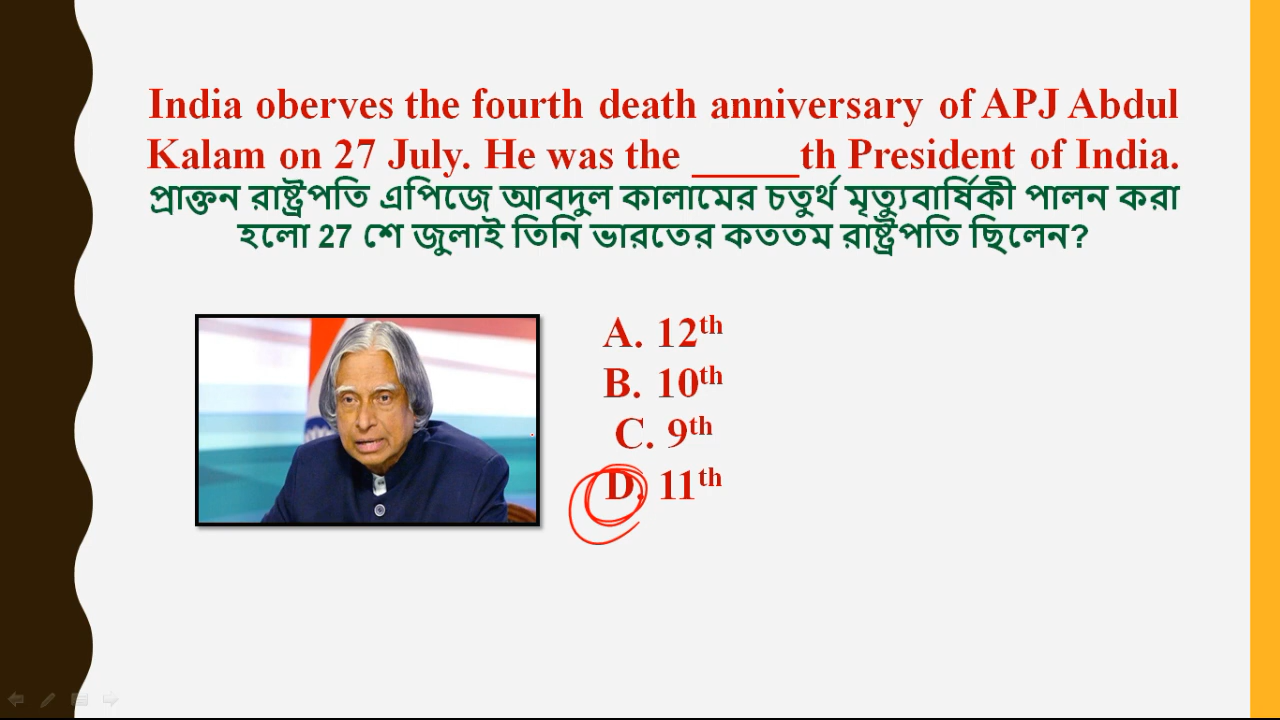 India oberves the fourth death anniversary of APJ Abdul
Kalam on 27 July. He was the _____th President of India.
প্রাক্তন রাষ্ট্রপতি এপিজে আবদুল কালামের চতুর্থ মৃত্যুবার্ষিকী পালন করা
হলো 27 শে জুলাই তিনি ভারতের কততম রাষ্ট্রপতি ছিলেন?
A. 12th
B. 10th
C. 9th
D. 11th